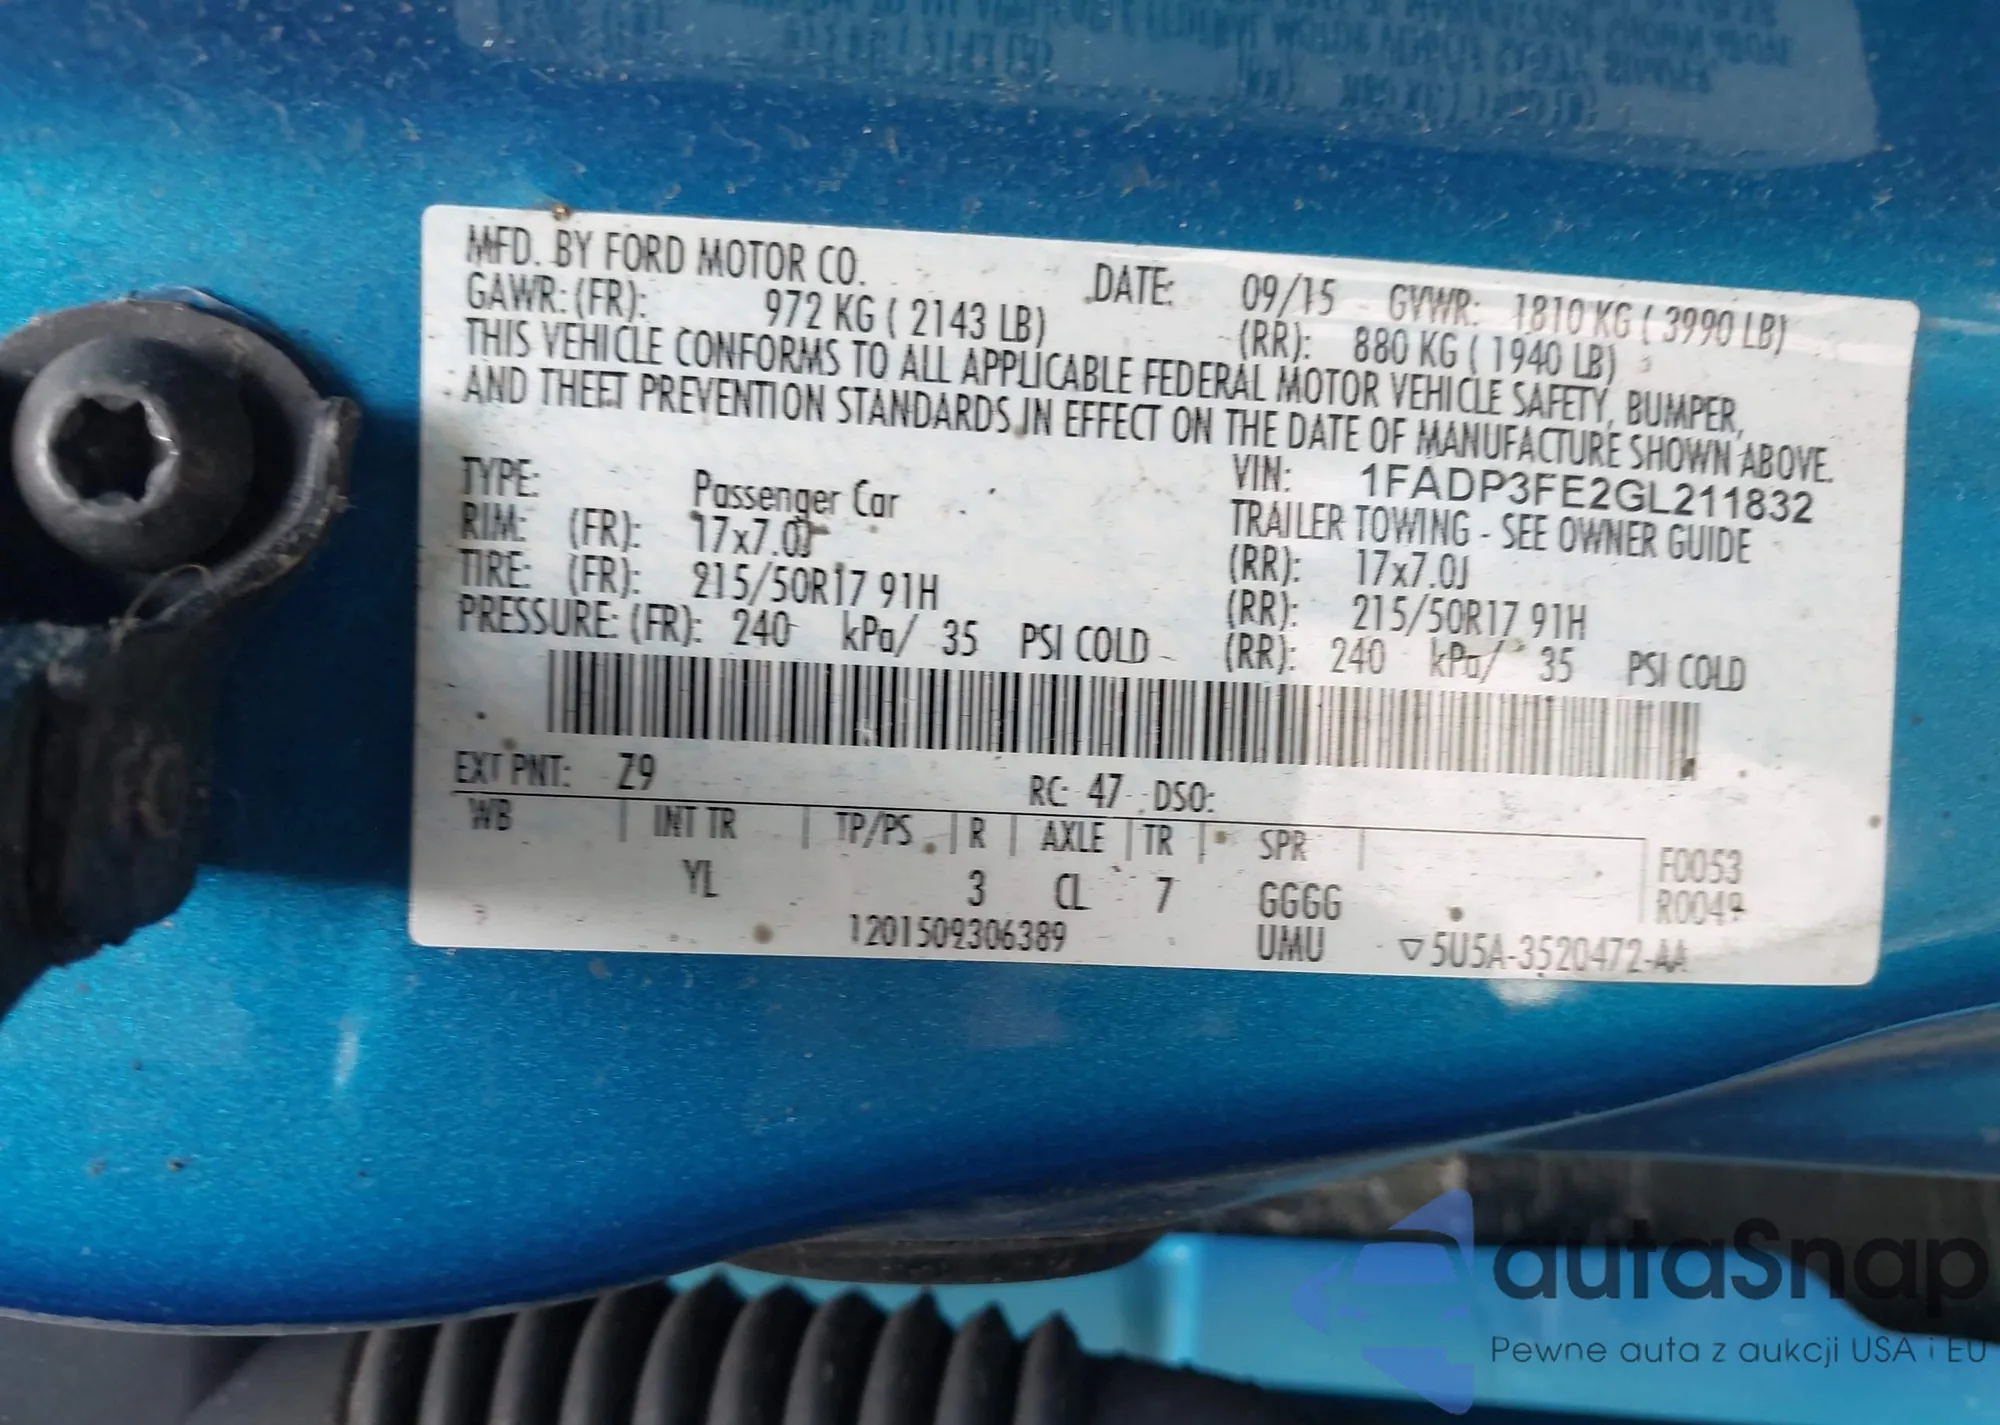 MFD. BY FORD MOTOR CO. DATE: 09/15 GVWR: 1810 KG ( 3990 LB)
GAWR: (FR): 972 KG ( 2143 LB) (RR): 880 KG ( 1940 LB)
THIS VEHICLE CONFORMS TO ALL APPLICABLE FEDERAL MOTOR VEHICLE SAFETY, BUMPER,
AND THEFT PREVENTION STANDARDS IN EFFECT ON THE DATE OF MANUFACTURE SHOWN ABOVE.
VIN: 1FADP3FE2GL211832
TYPE: Passenger Car TRAILER TOWING - SEE OWNER GUIDE
RIM: (FR): 17x7.0J (RR): 17x7.0J
TIRE: (FR): 215/50R17 91H (RR): 215/50R17 91H
PRESSURE: (FR): 240 kPa/ 35 PSI COLD (RR): 240 kPa/ 35 PSI COLD
EXT PNT: Z9 RC: 47 DSO:
WB | INT TR | TP/PS | R | AXLE | TR | SPR | F0053
YL 3 CL 7 GGGG R0049
1201509306389 UMU ▽5U5A-3520472-AA
autaSnap
Pewne auta z aukcji USA i EU